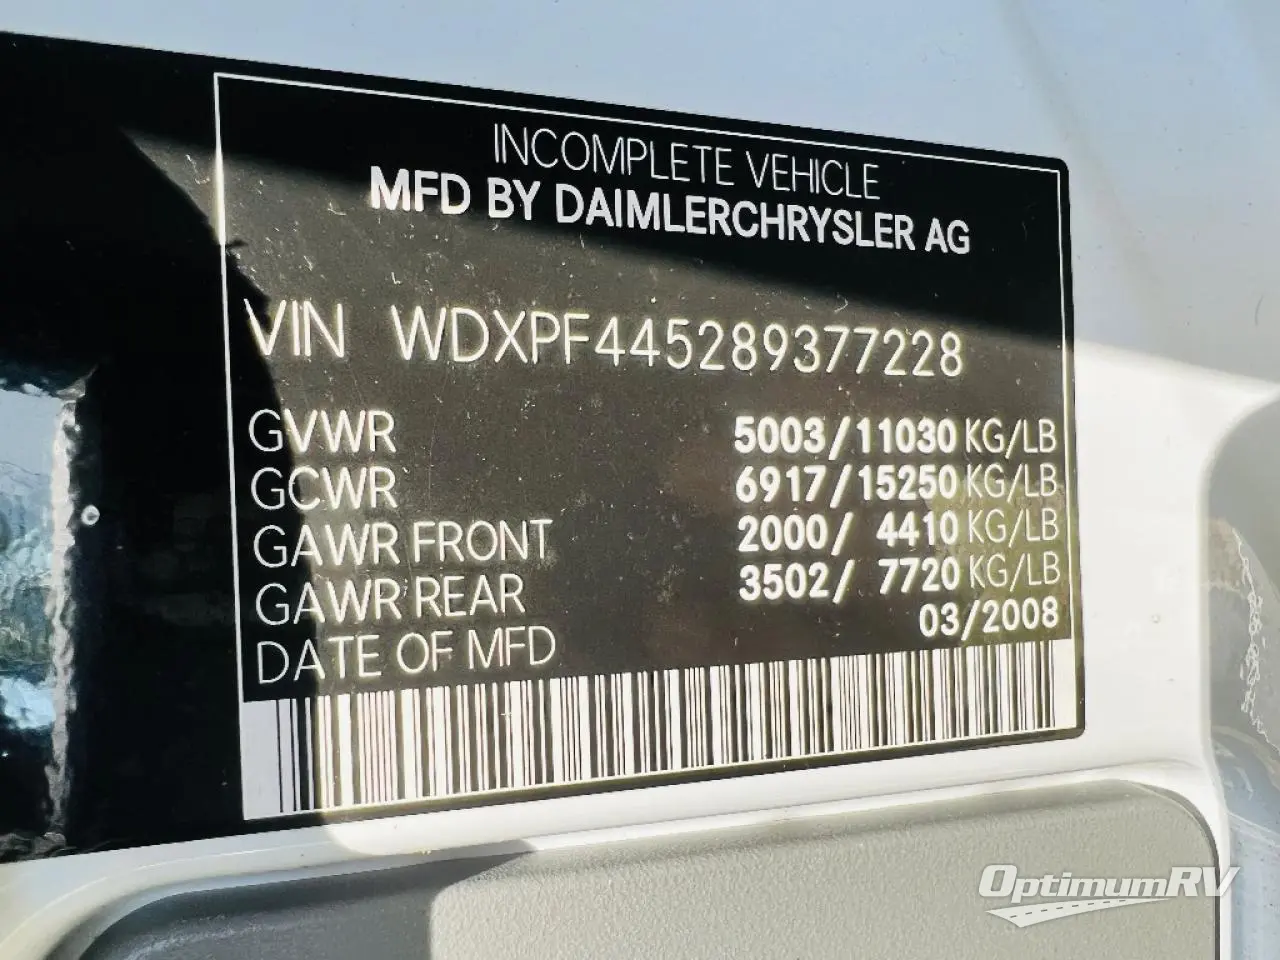 INCOMPLETE VEHICLE
MFD BY DAIMLERCHRYSLER AG
VIN WDXPF445289377228
GVWR 5003/11030 KG/LB
GCWR 6917/15250 KG/LB
GAWR FRONT 2000/ 4410 KG/LB
GAWR REAR 3502/ 7720 KG/LB
DATE OF MFD 03/2008
OptimumRV